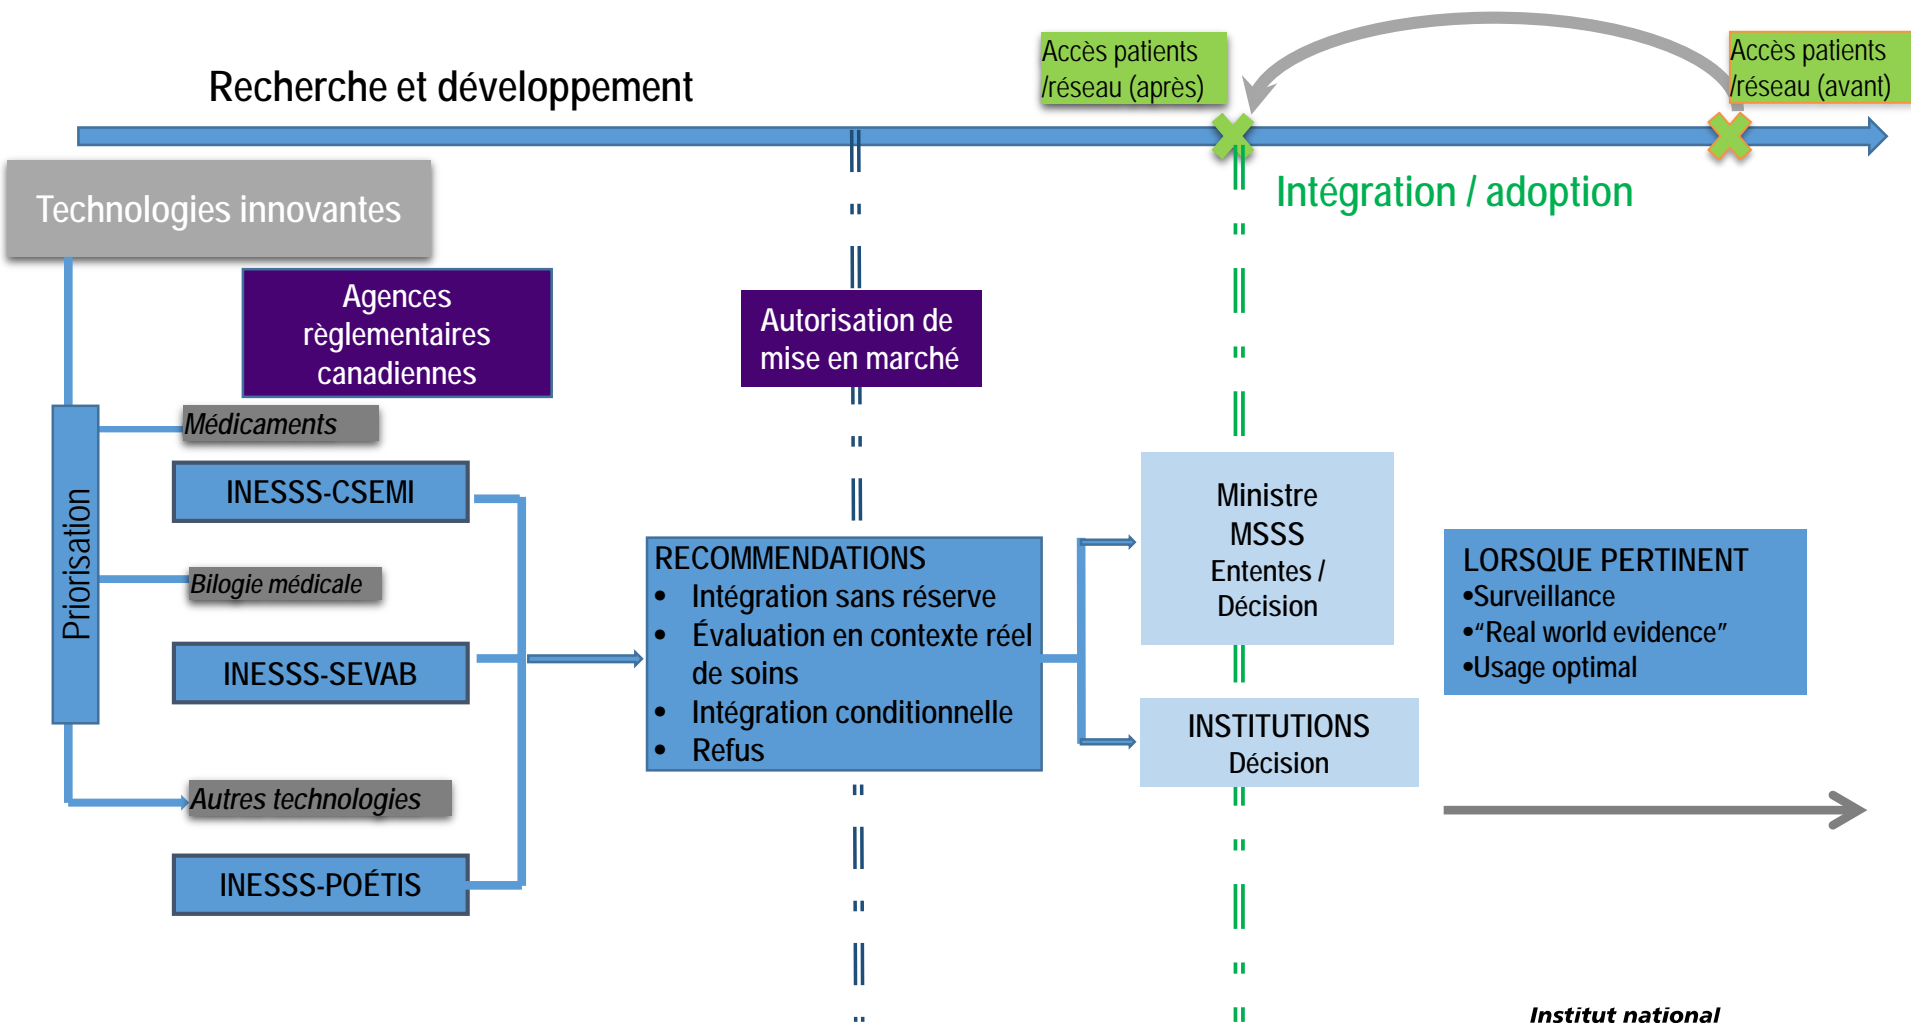 Accès patients
/réseau (après)
Accès patients
/réseau (avant)
Recherche et développement
Technologies innovantes
Intégration / adoption
Agences
règlementaires
canadiennes
Autorisation de
mise en marché
Priorisation
Médicaments
INESSS-CSEMI
Bilogie médicale
INESSS-SEVAB
Autres technologies
INESSS-POÉTIS
RECOMMENDATIONS
• Intégration sans réserve
• Évaluation en contexte réel
de soins
• Intégration conditionnelle
• Refus
Ministre
MSSS
Ententes /
Décision
INSTITUTIONS
Décision
LORSQUE PERTINENT
•Surveillance
•“Real world evidence”
•Usage optimal
Institut national